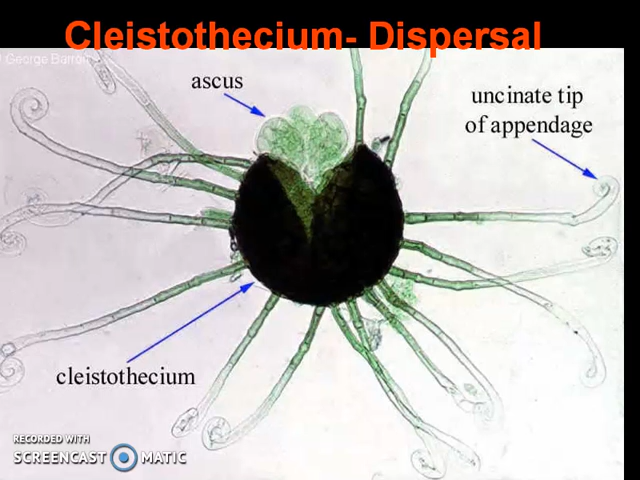 Cleistothecium- Dispersal
George Barron
ascus
uncinate tip
of appendage
cleistothecium
RECORDED WITH
SCREENCAST MATIC